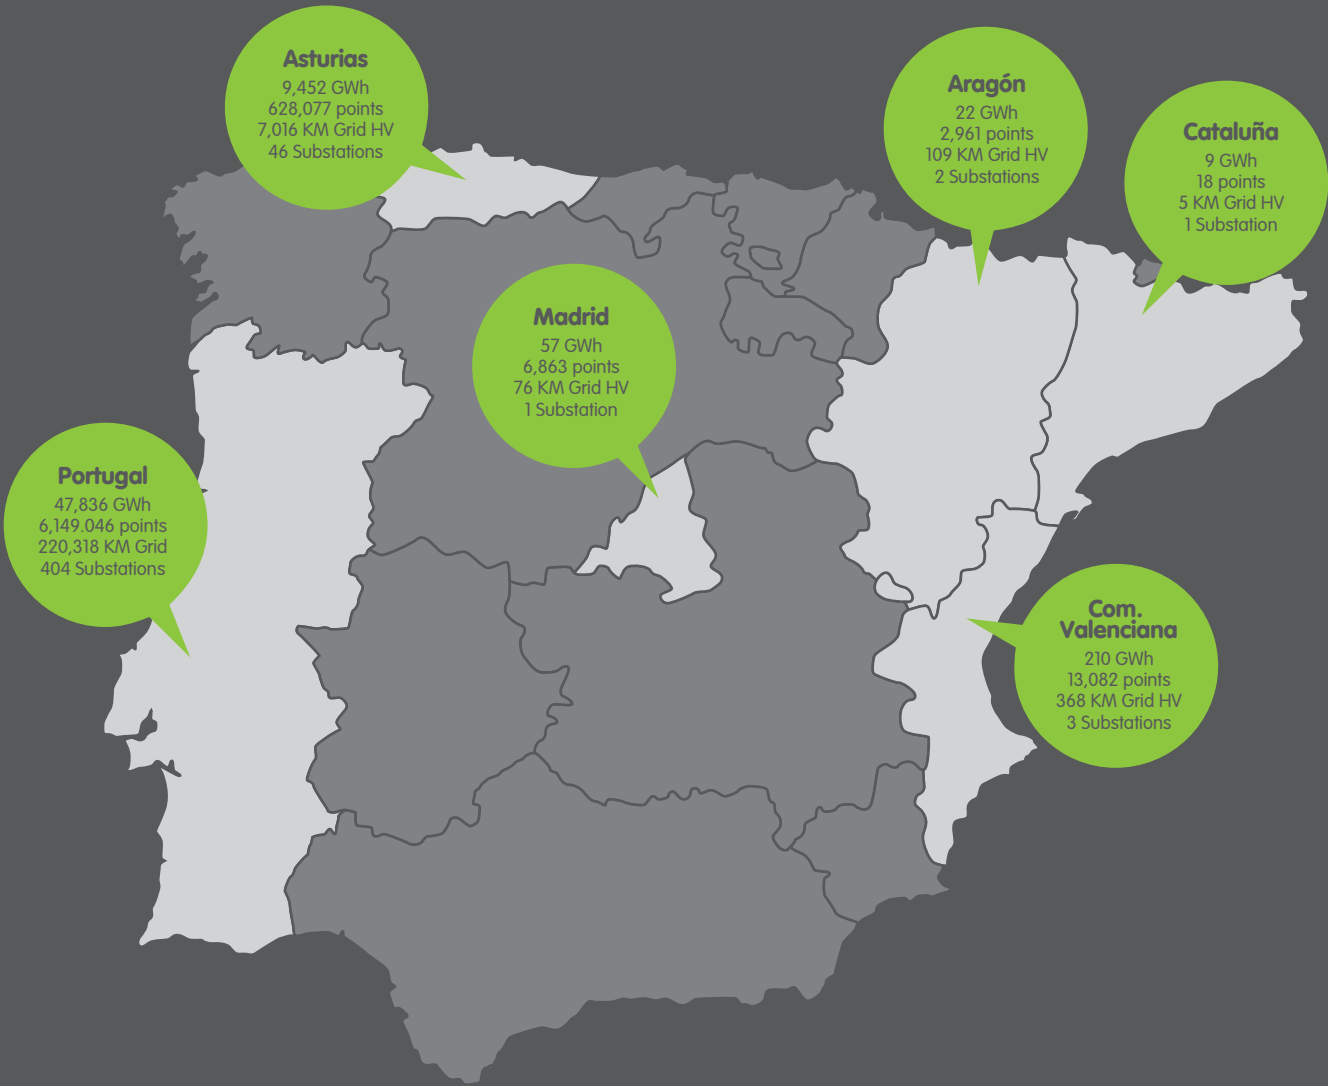 Asturias
9,452 GWh
628,077 points
7,016 KM Grid HV
46 Substations
Aragón
22 GWh
2,961 points
109 KM Grid HV
2 Substations
Cataluña
9 GWh
18 points
5 KM Grid HV
1 Substation
Madrid
57 GWh
6,863 points
76 KM Grid HV
1 Substation
Portugal
47,836 GWh
6,149.046 points
220,318 KM Grid
404 Substations
Com.
Valenciana
210 GWh
13,082 points
368 KM Grid HV
3 Substations